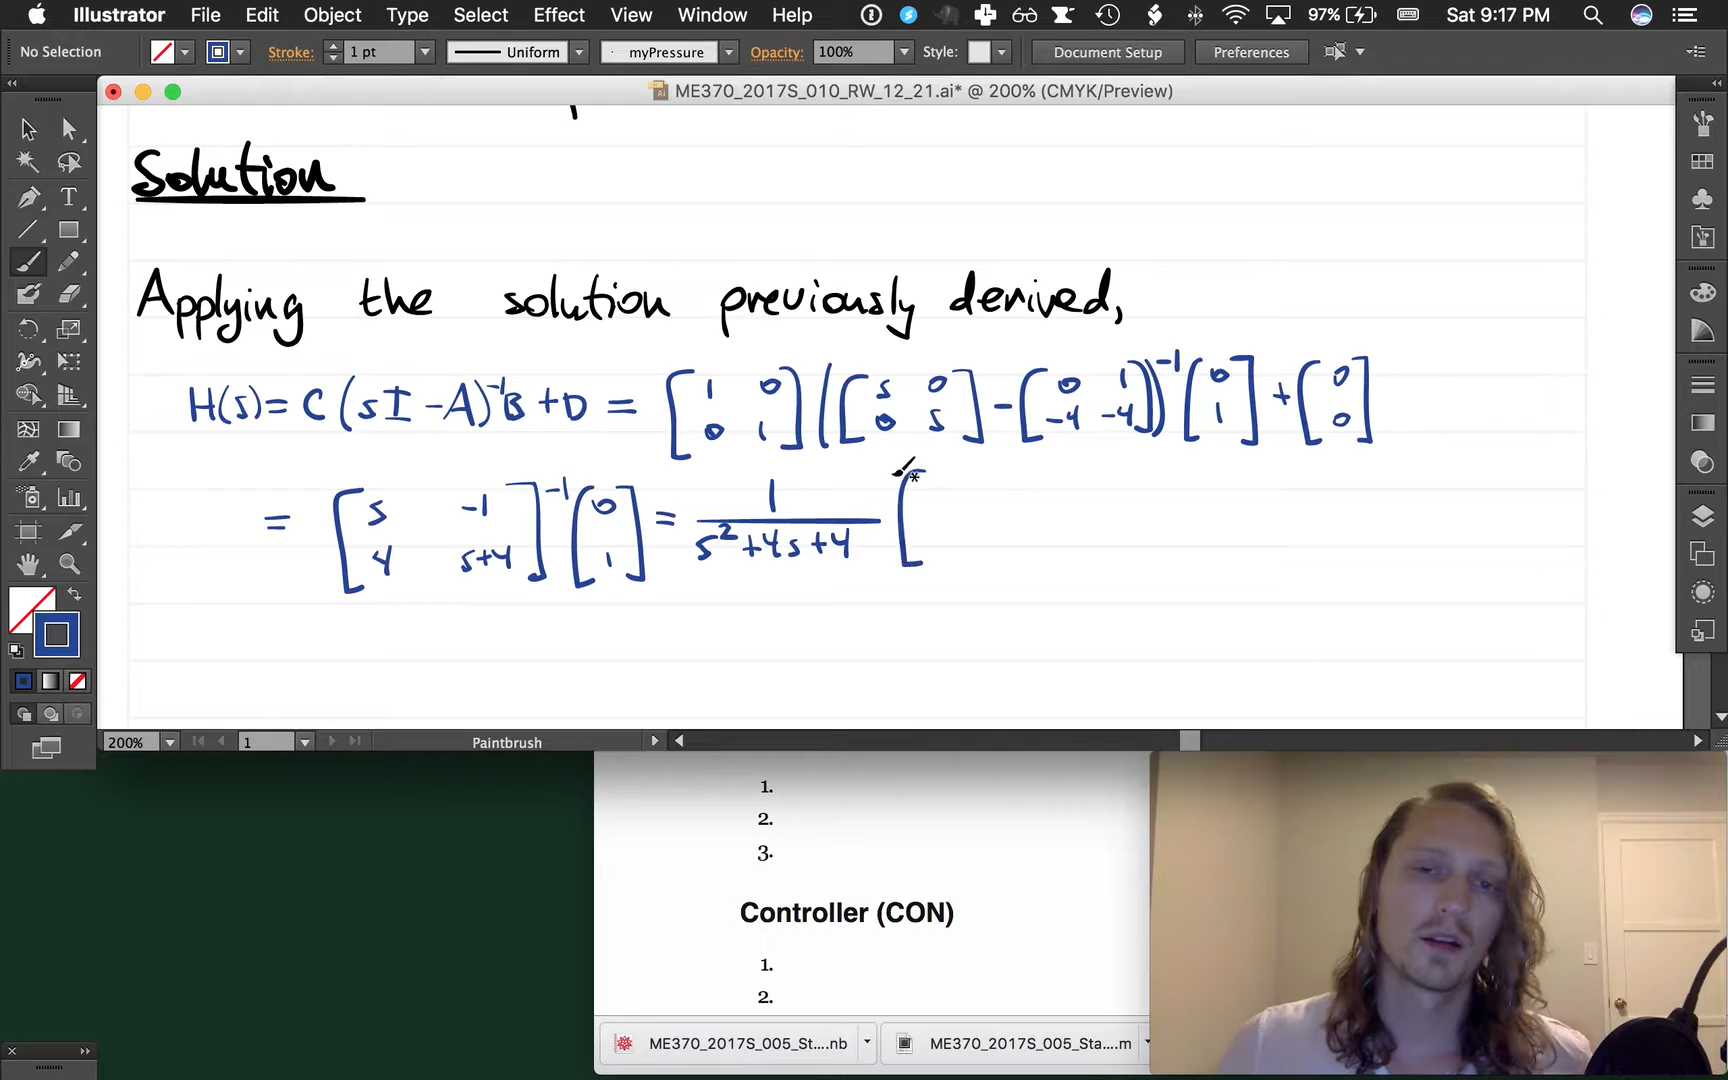 Illustrator File Edit Object Type Select Effect View Window Help 97% Sat 9:17 PM
No Selection Stroke: 1 pt Uniform myPressure Opacity: 100% Style: Document Setup Preferences
ME370_2017S_010_RW_12_21.ai* @ 200% (CMYK/Preview)
Solution
Applying the solution previously derived,
H(s) = C (sI - A)^-1 B + D = [1 0; 0 1] ([s 0; 0 s] - [0 1; -4 -4])^-1 [0; 1] + [0; 0]
= [s -1; 4 s+4]^-1 [0; 1] = 1/(s^2+4s+4) [
200% 1 Paintbrush
1.
2.
3.
Controller (CON)
1.
2.
ME370_2017S_005_St....nb ME370_2017S_005_Sta....m